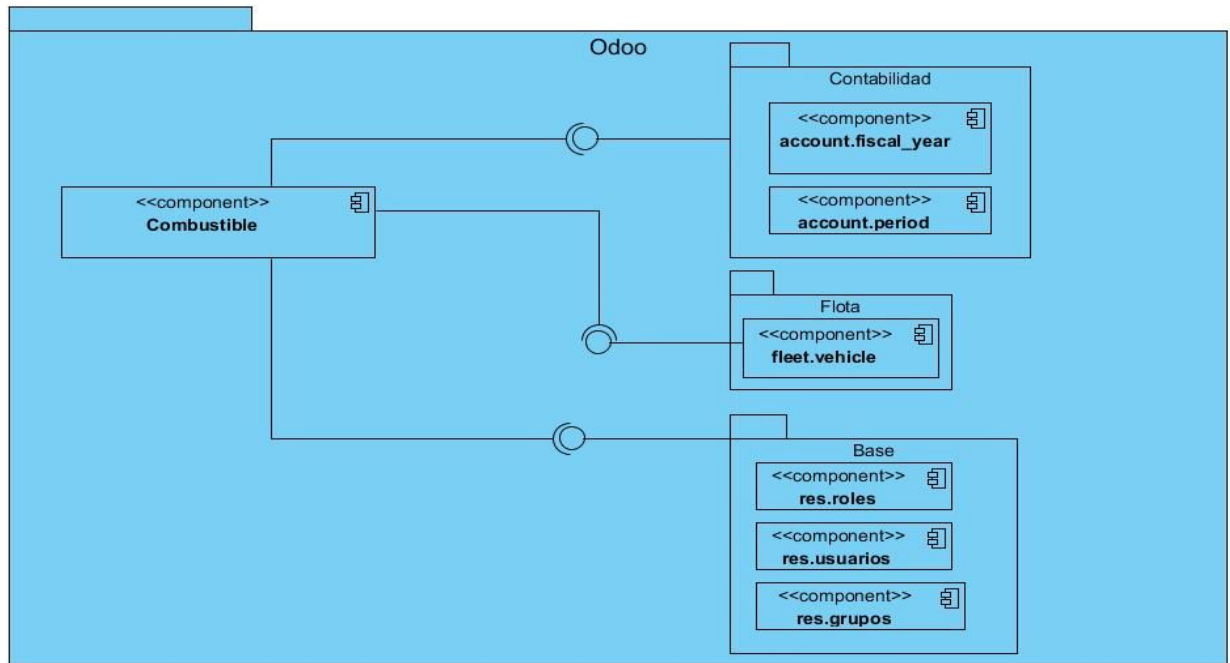 Odoo
<<component>>
Combustible
Contabilidad
<<component>>
account.fiscal_year
<<component>>
account.period
Flota
<<component>>
fleet.vehicle
Base
<<component>>
res.roles
<<component>>
res.usuarios
<<component>>
res.grupos